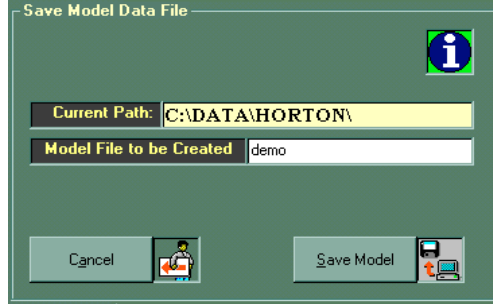 Save Model Data File
Current Path: C:\DATA\HORTON\
Model File to be Created demo
Cancel Save Model